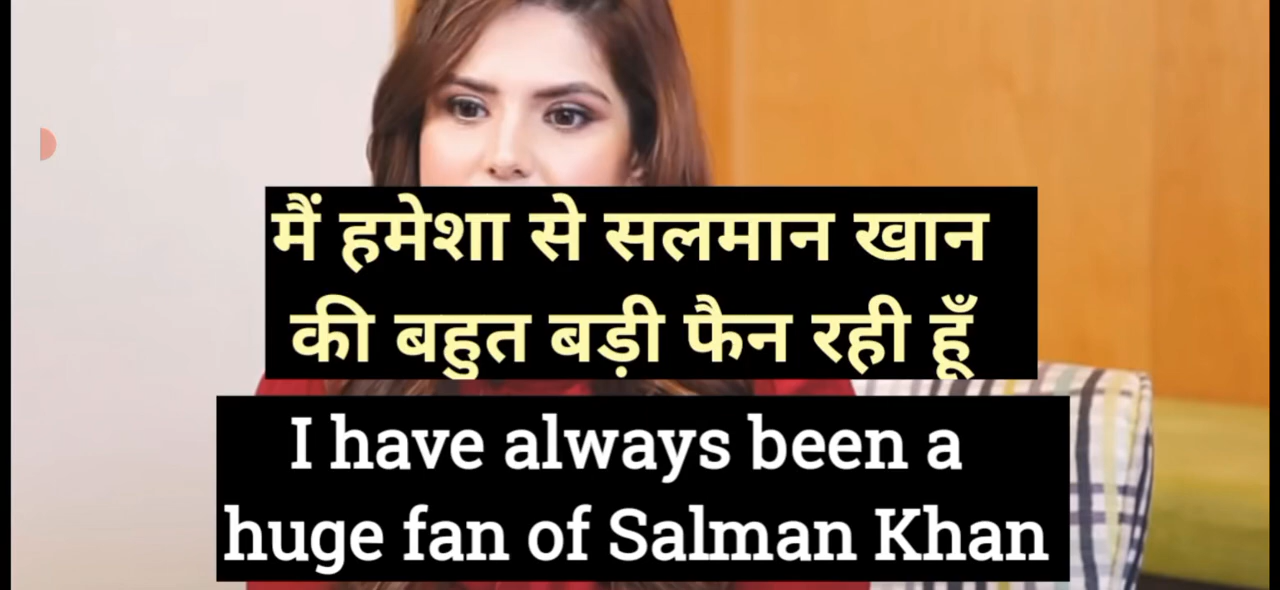 मैं हमेशा से सलमान खान
की बहुत बड़ी फैन रही हूँ
I have always been a
huge fan of Salman Khan